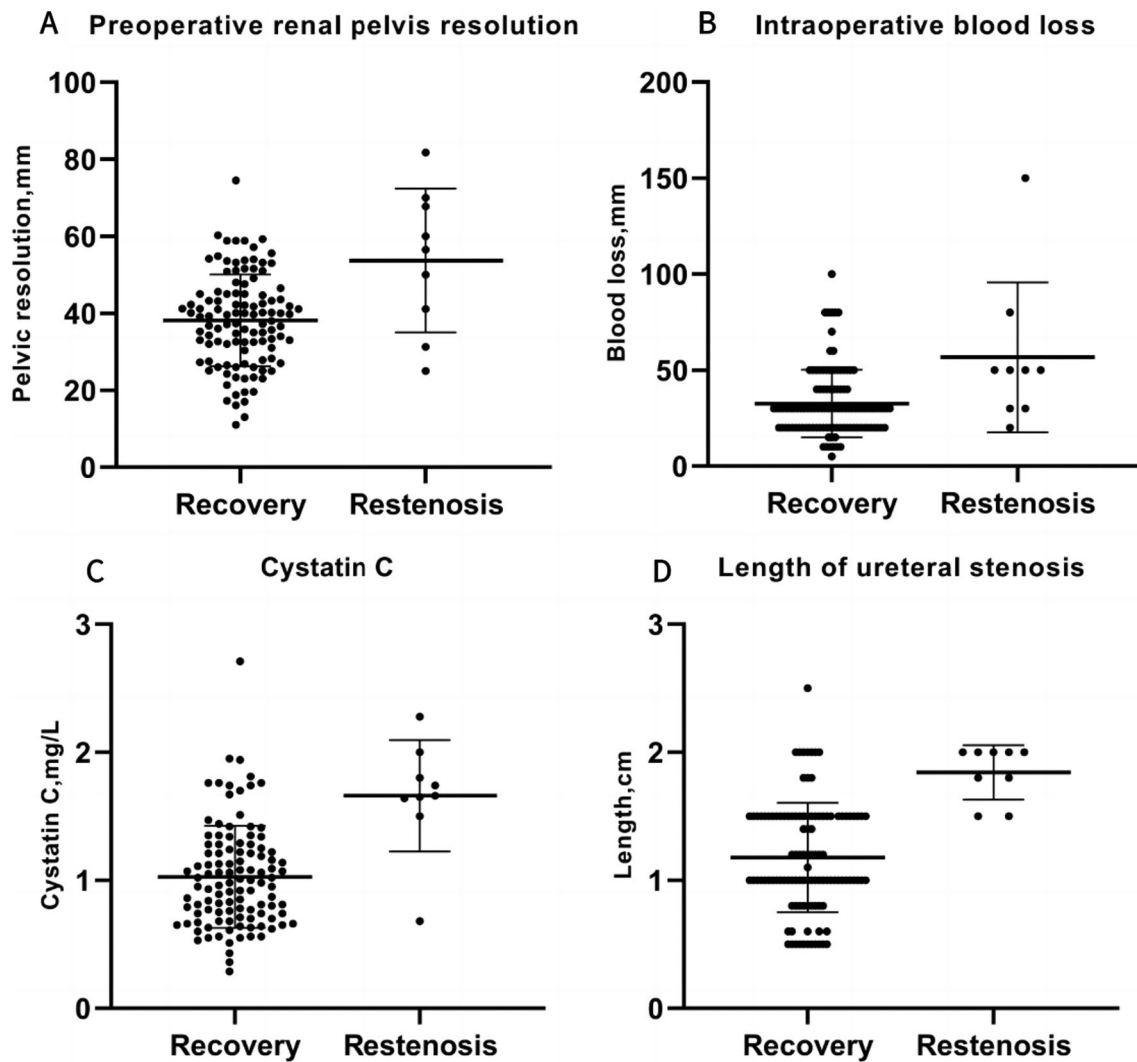 A Preoperative renal pelvis resolution
Pelvic resolution,mm
100
80
60
40
20
0
Recovery Restenosis
B Intraoperative blood loss
Blood loss,mm
200
150
100
50
0
Recovery Restenosis
C Cystatin C
Cystatin C,mg/L
3
2
1
0
Recovery Restenosis
D Length of ureteral stenosis
Length,cm
3
2
1
0
Recovery Restenosis